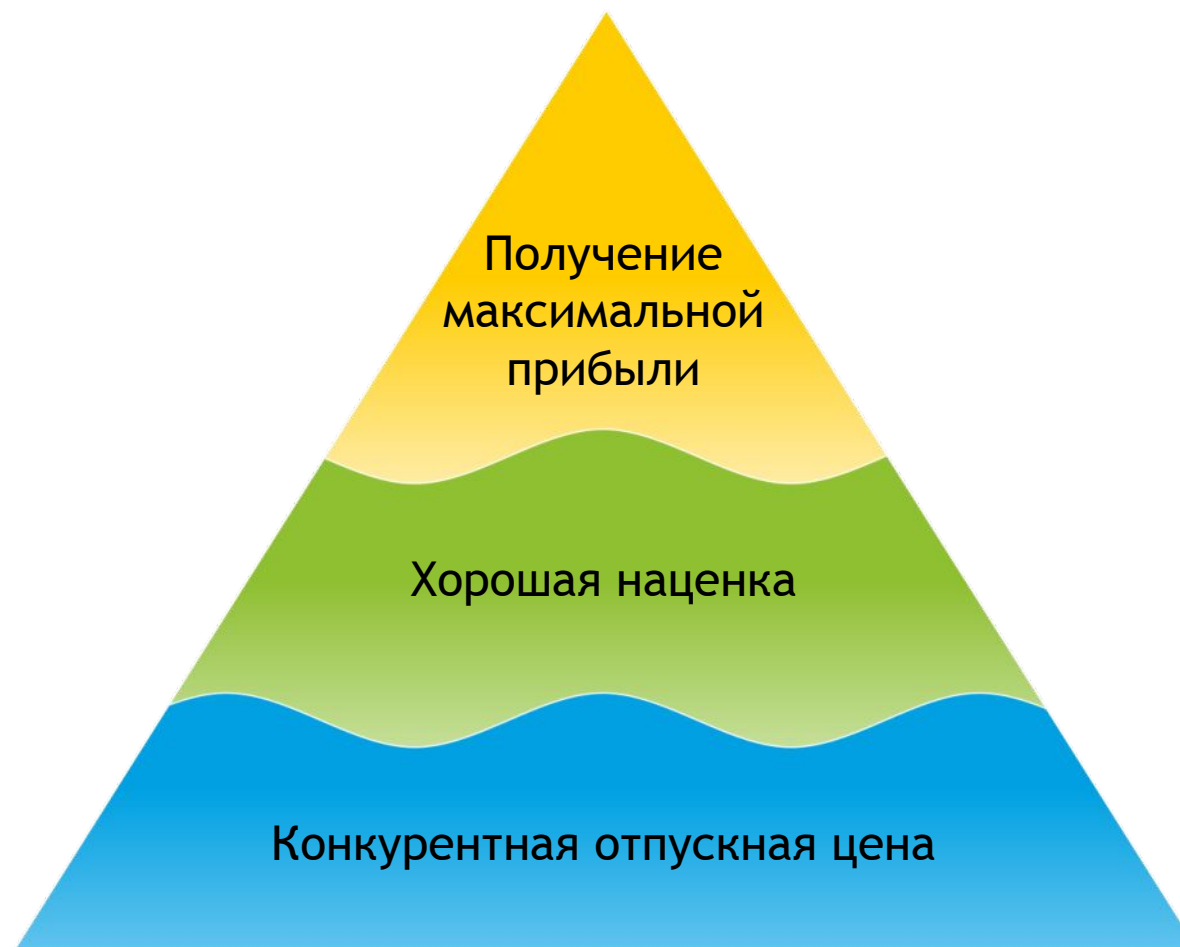 Получение
максимальной
прибыли
Хорошая наценка
Конкурентная отпускная цена